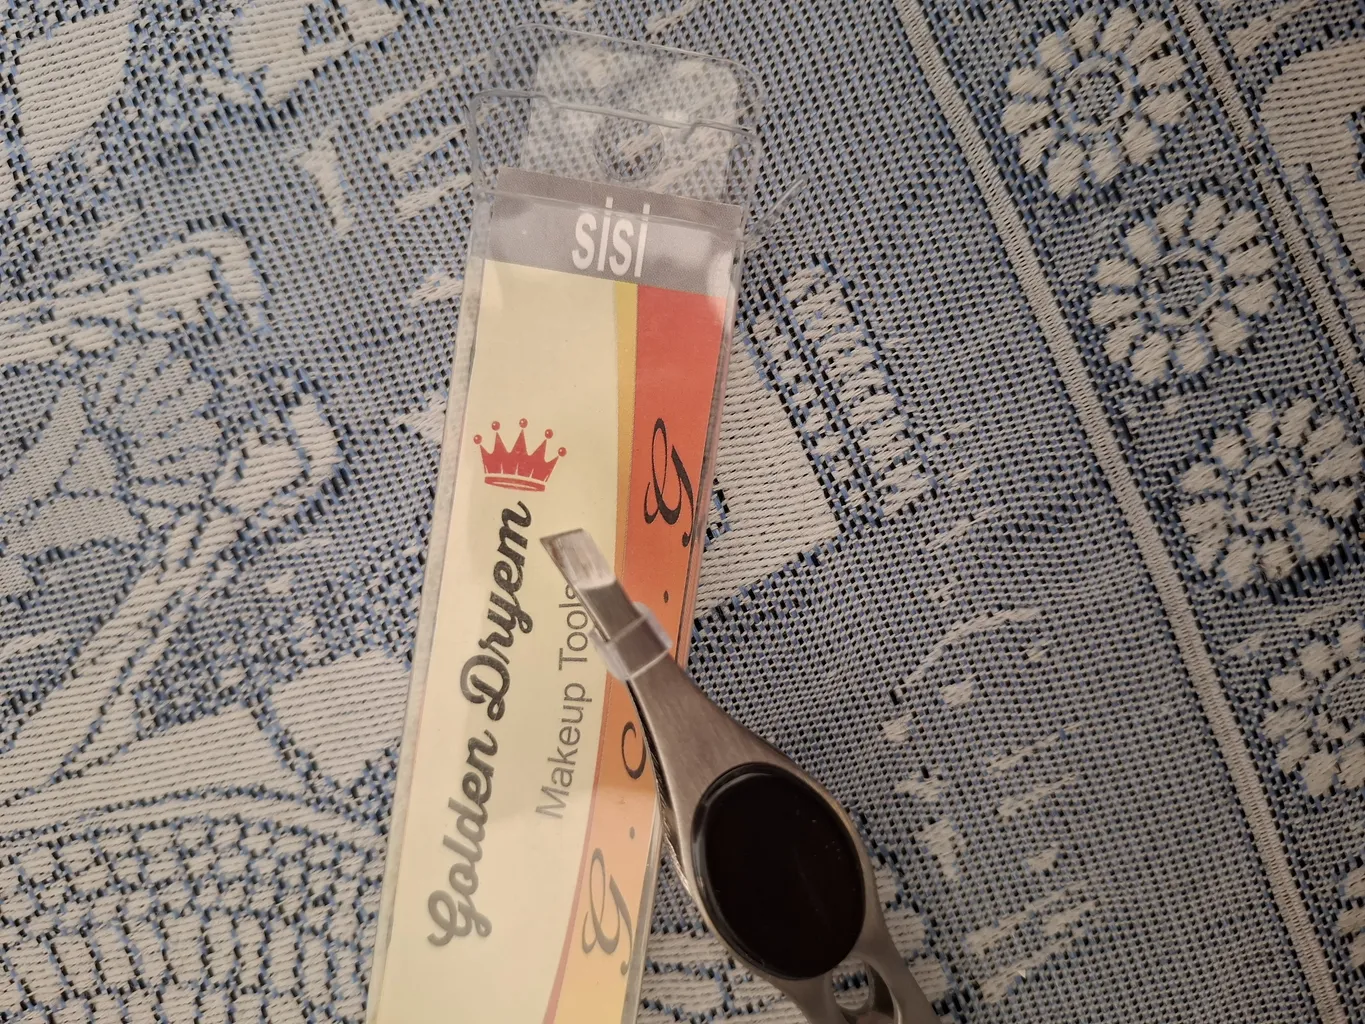 sisi
Golden Dryem
Makeup Tools
G . S . G